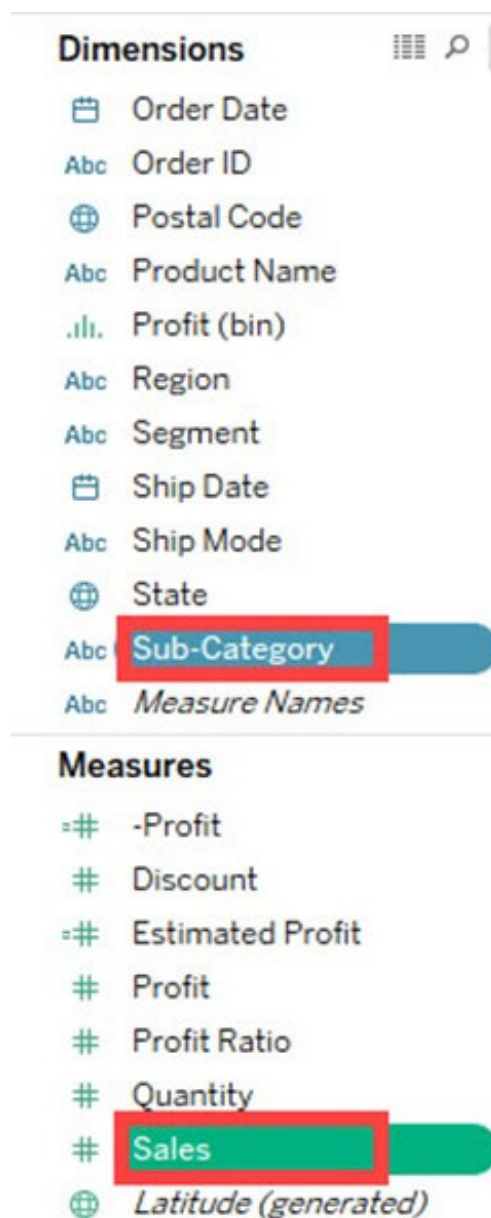 Dimensions
Order Date
Abc Order ID
Postal Code
Abc Product Name
Profit (bin)
Abc Region
Abc Segment
Ship Date
Abc Ship Mode
State
Abc Sub-Category
Abc Measure Names
Measures
=# -Profit
# Discount
=# Estimated Profit
# Profit
# Profit Ratio
# Quantity
# Sales
Latitude (generated)